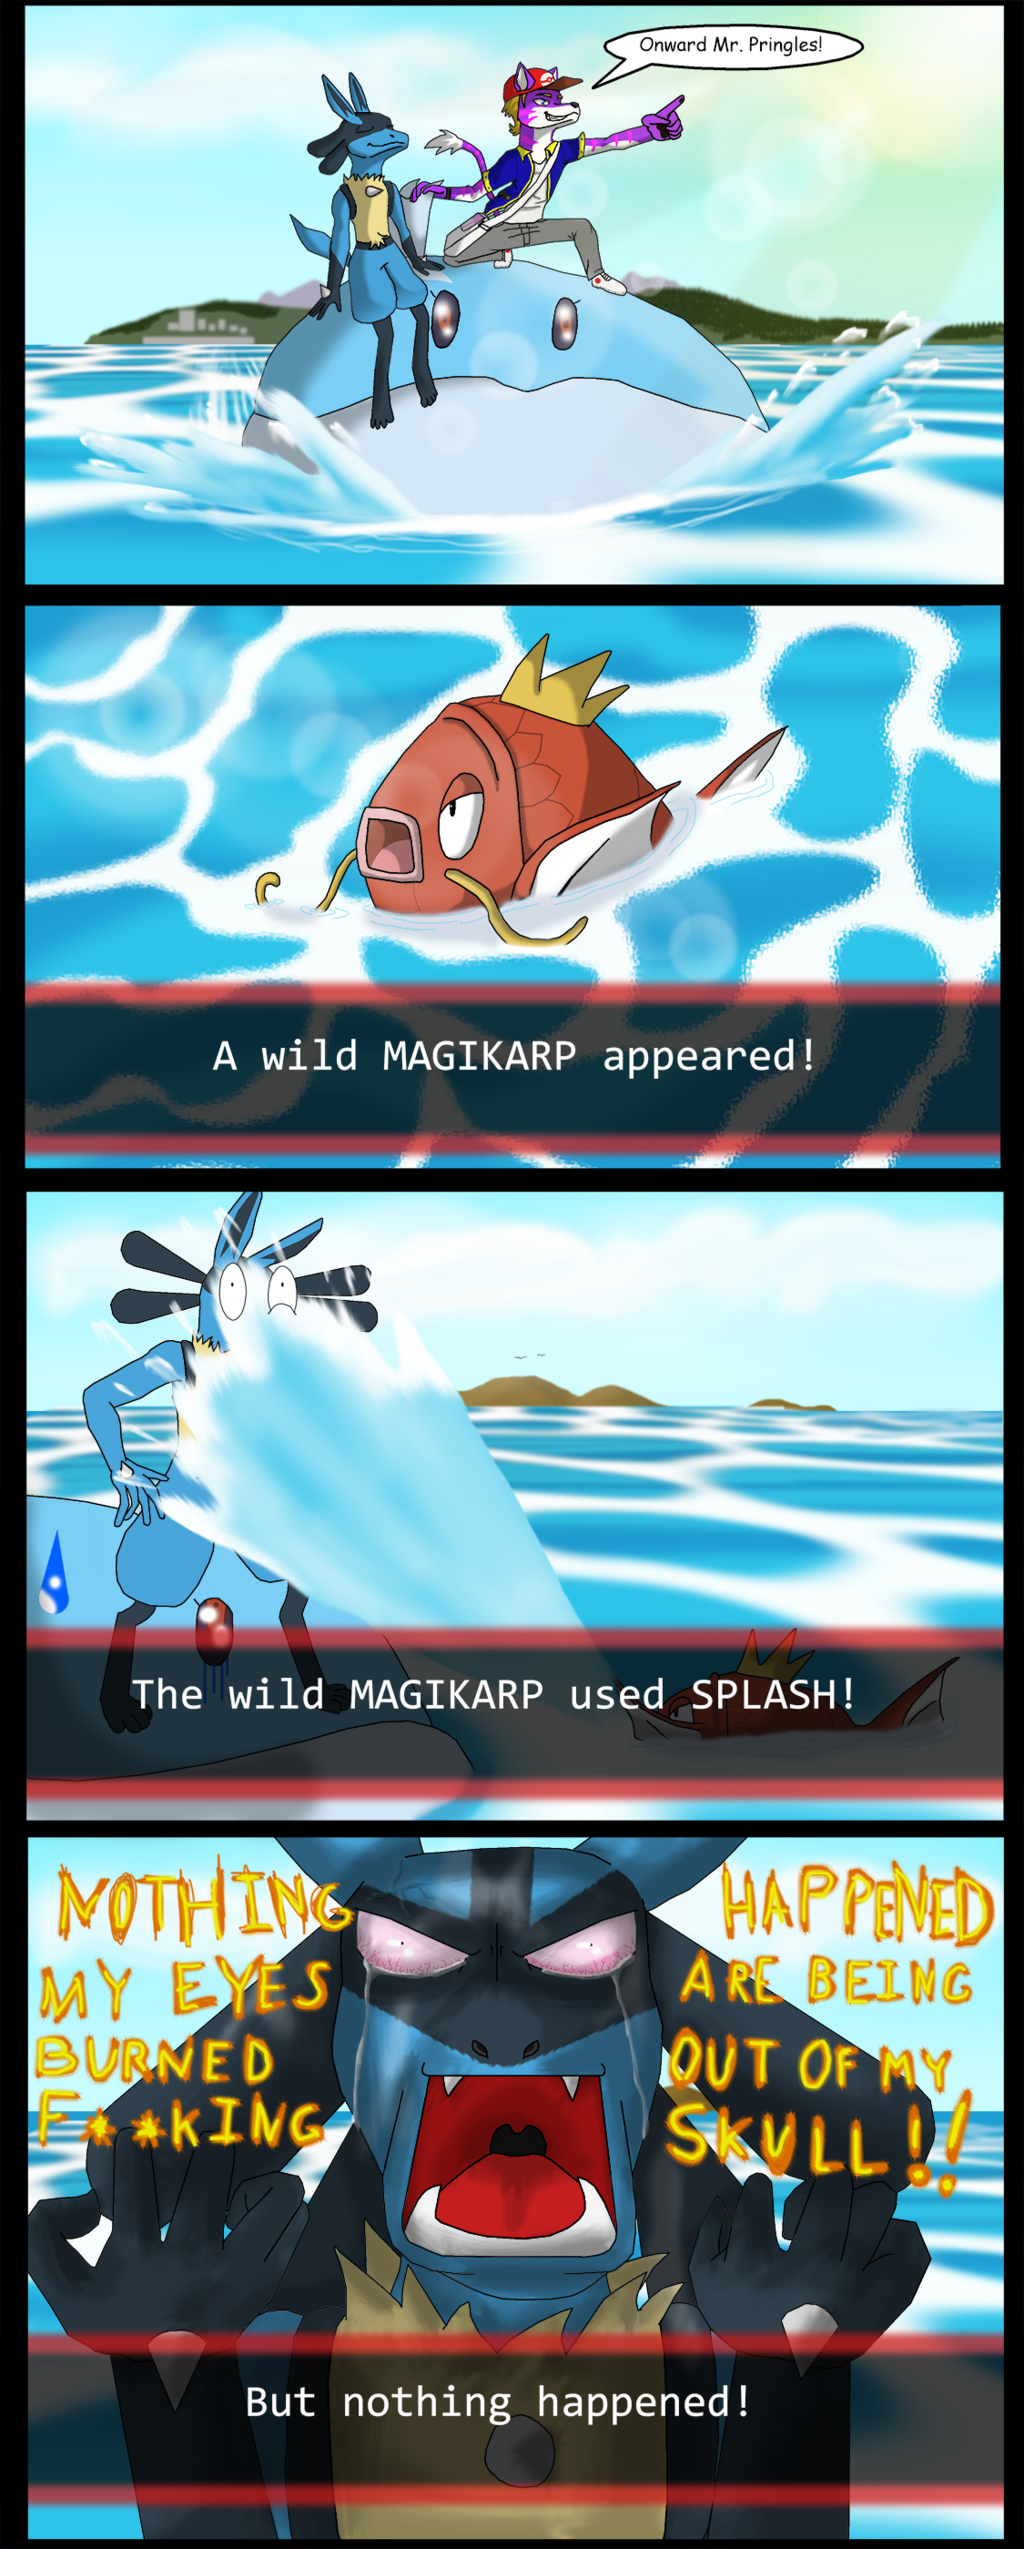 Onward Mr. Pringles!
A wild MAGIKARP appeared!
The wild MAGIKARP used SPLASH!
NOTHING HAPPENED
MY EYES ARE BEING
BURNED OUT OF MY
F**KING SKULL!!
But nothing happened!